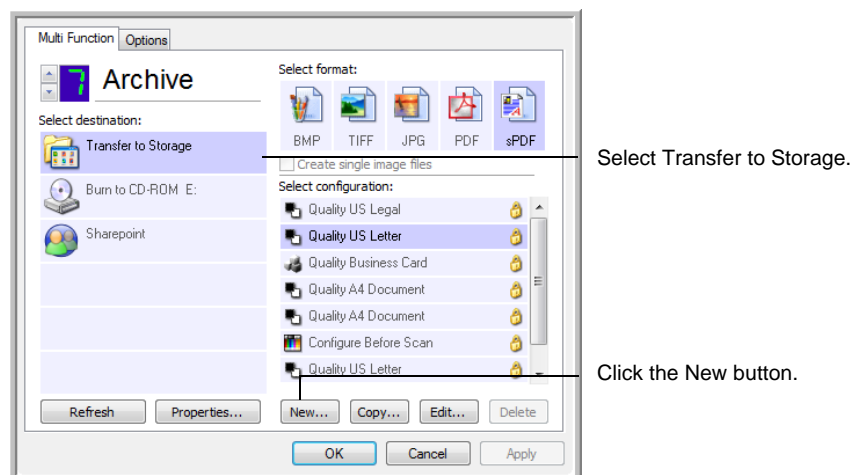 Multi Function
Options
7
Archive
Select destination:
Transfer to Storage
Burn to CD-ROM E:
Sharepoint
Refresh
Properties...
Select format:
BMP
TIFF
JPG
PDF
sPDF
Create single image files
Select configuration:
Quality US Legal
Quality US Letter
Quality Business Card
Quality A4 Document
Quality A4 Document
Configure Before Scan
Quality US Letter
New...
Copy...
Edit...
Delete
OK
Cancel
Apply
Select Transfer to Storage.
Click the New button.